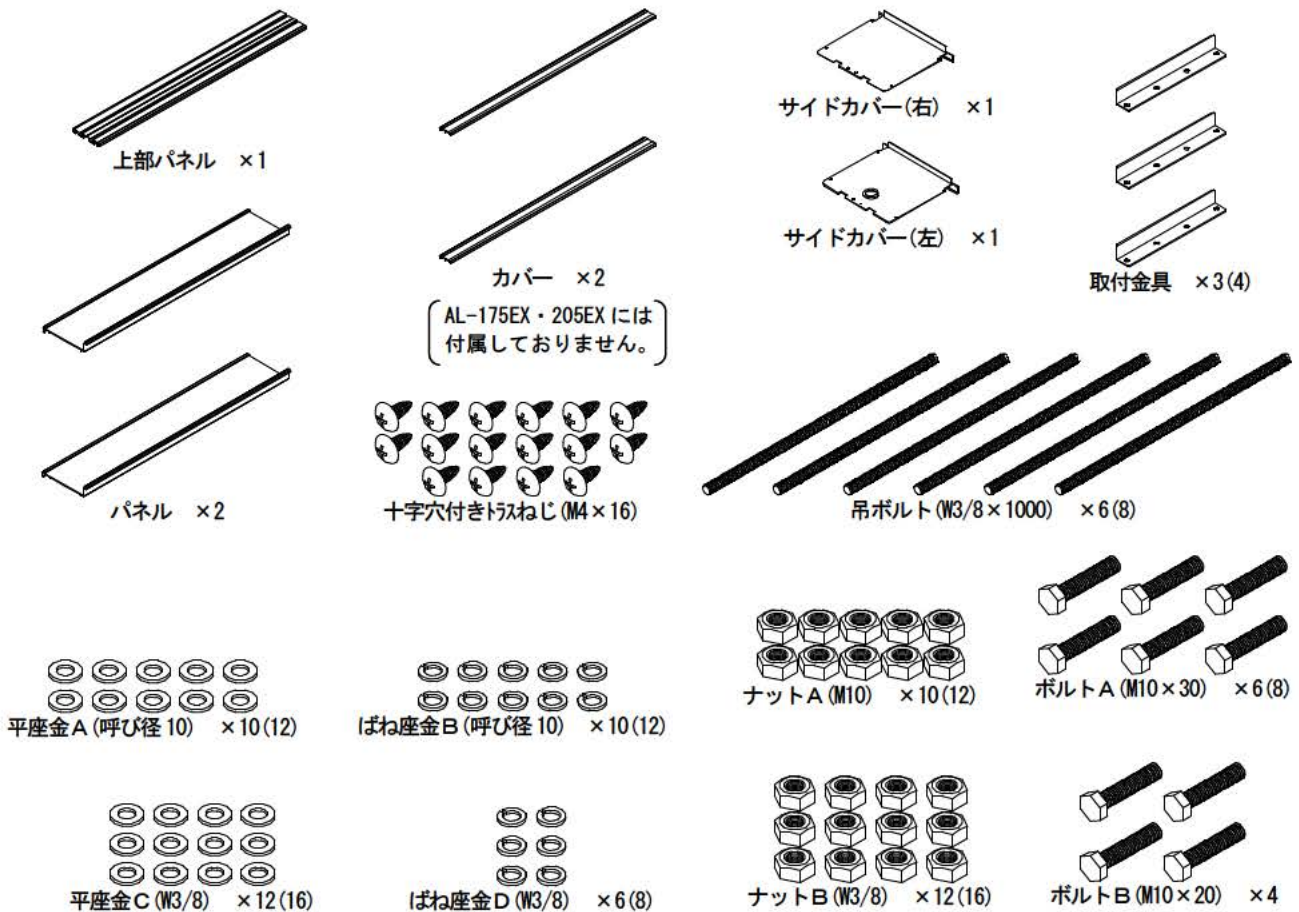 上部パネル ×1
カバー ×2
AL-175EX・205EXには
付属しておりません。
サイドカバー(右) ×1
サイドカバー(左) ×1
取付金具 ×3(4)
パネル ×2
十字穴付きトラスねじ(M4×16)
吊ボルト(W3/8×1000) ×6(8)
平座金A(呼び径10) ×10(12)
ばね座金B(呼び径10) ×10(12)
ナットA(M10) ×10(12)
ボルトA(M10×30) ×6(8)
平座金C(W3/8) ×12(16)
ばね座金D(W3/8) ×6(8)
ナットB(W3/8) ×12(16)
ボルトB(M10×20) ×4